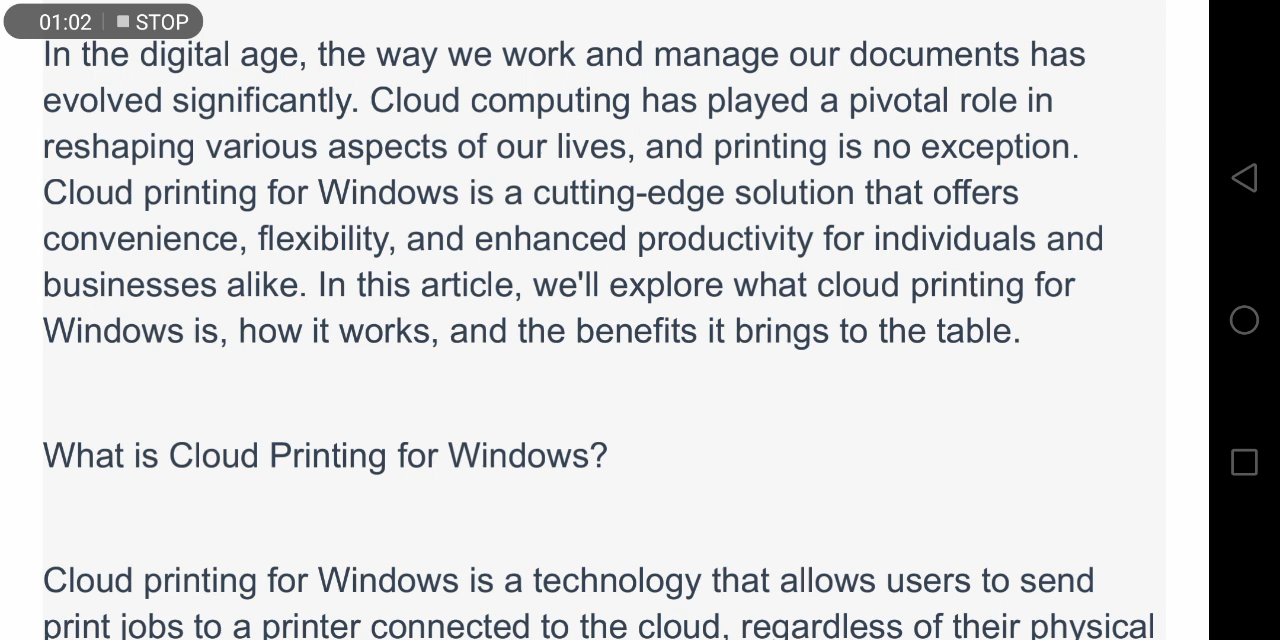 01:02 STOP
In the digital age, the way we work and manage our documents has
evolved significantly. Cloud computing has played a pivotal role in
reshaping various aspects of our lives, and printing is no exception.
Cloud printing for Windows is a cutting-edge solution that offers
convenience, flexibility, and enhanced productivity for individuals and
businesses alike. In this article, we'll explore what cloud printing for
Windows is, how it works, and the benefits it brings to the table.
What is Cloud Printing for Windows?
Cloud printing for Windows is a technology that allows users to send
print jobs to a printer connected to the cloud, regardless of their physical